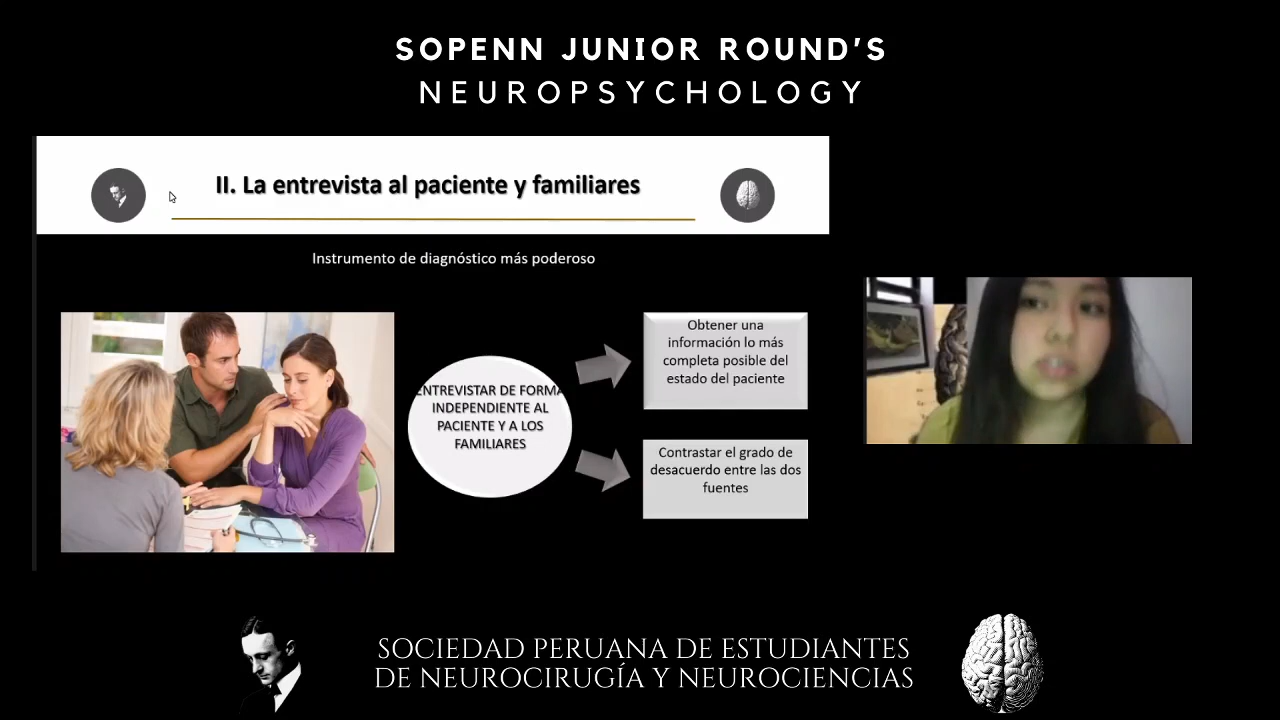 SOPENN JUNIOR ROUND'S
NEUROPSYCHOLOGY
II. La entrevista al paciente y familiares
Instrumento de diagnóstico más poderoso
ENTREVISTAR DE FORMA
INDEPENDIENTE AL
PACIENTE Y A LOS
FAMILIARES
Obtener una
información lo más
completa posible del
estado del paciente
Contrastar el grado de
desacuerdo entre las dos
fuentes
SOCIEDAD PERUANA DE ESTUDIANTES
DE NEUROCIRUGÍA Y NEUROCIENCIAS